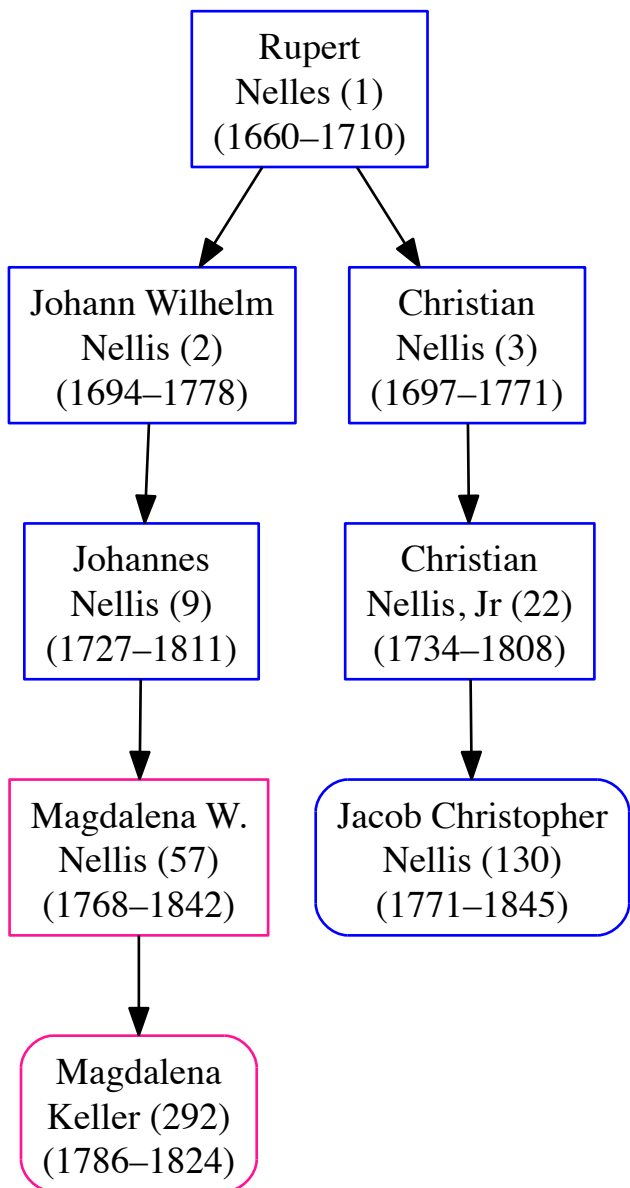 Rupert
Nelles (1)
(1660–1710)
Johann Wilhelm
Nellis (2)
(1694–1778)
Christian
Nellis (3)
(1697–1771)
Johannes
Nellis (9)
(1727–1811)
Christian
Nellis, Jr (22)
(1734–1808)
Magdalena W.
Nellis (57)
(1768–1842)
Jacob Christopher
Nellis (130)
(1771–1845)
Magdalena
Keller (292)
(1786–1824)